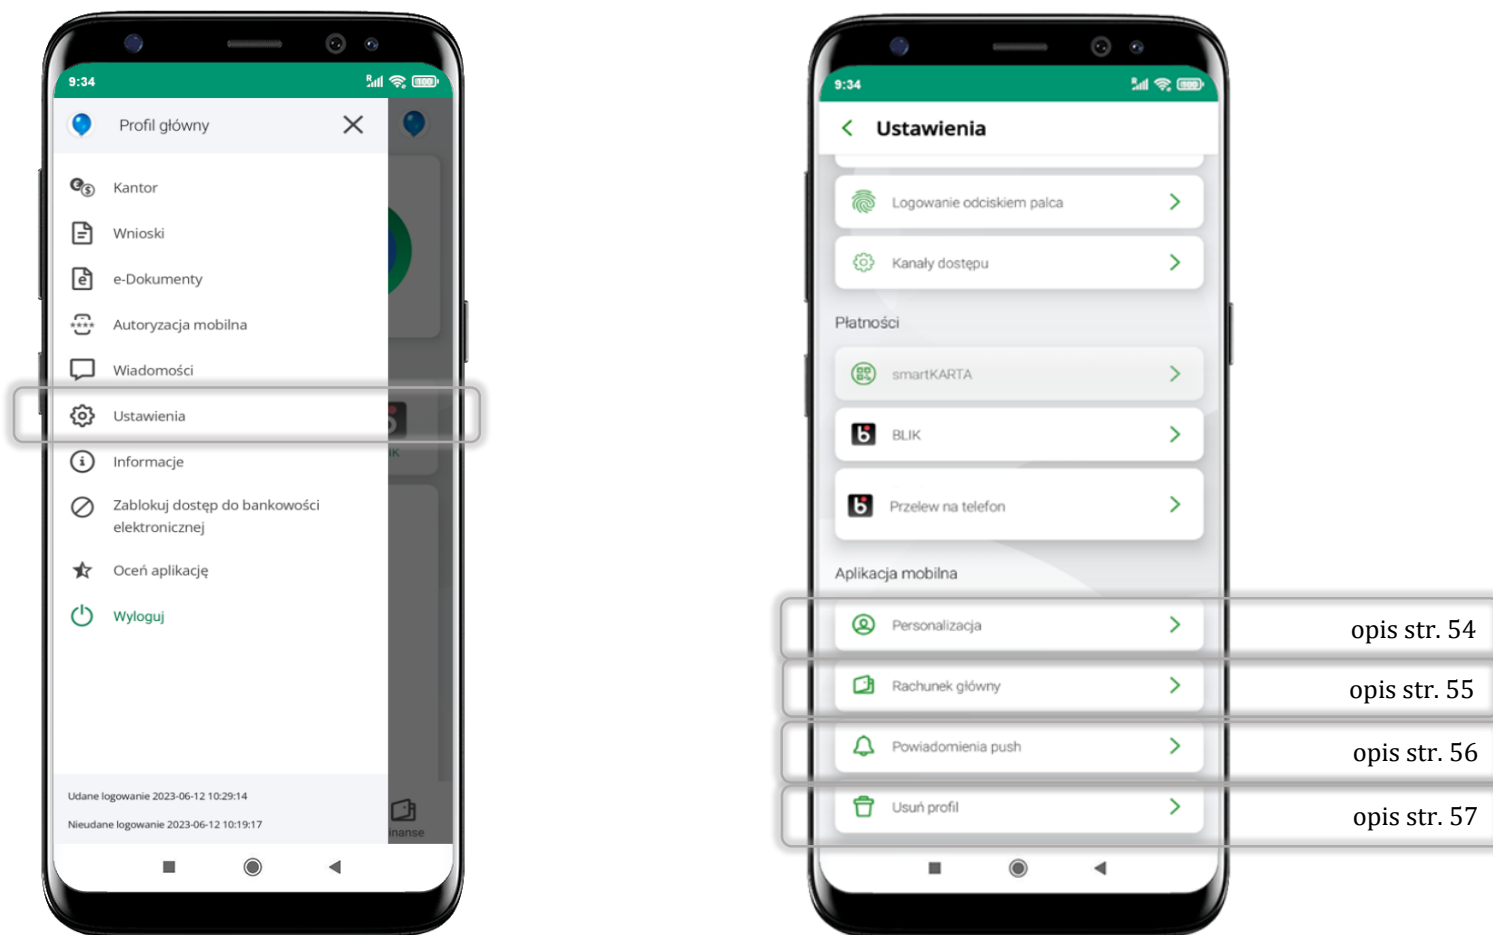 9:34
Profil główny
Kantor
Wnioski
e-Dokumenty
Autoryzacja mobilna
Wiadomości
Ustawienia
Informacje
Zablokuj dostęp do bankowości
elektronicznej
Oceń aplikację
Wyloguj
Udane logowanie 2023-06-12 10:29:14
Nieudane logowanie 2023-06-12 10:19:17
IK
inanse
9:34
Ustawienia
Logowanie odciskiem palca
Kanały dostępu
Płatności
smartKARTA
BLIK
Przelew na telefon
Aplikacja mobilna
Personalizacja
opis str. 54
Rachunek główny
opis str. 55
Powiadomienia push
opis str. 56
Usuń profil
opis str. 57